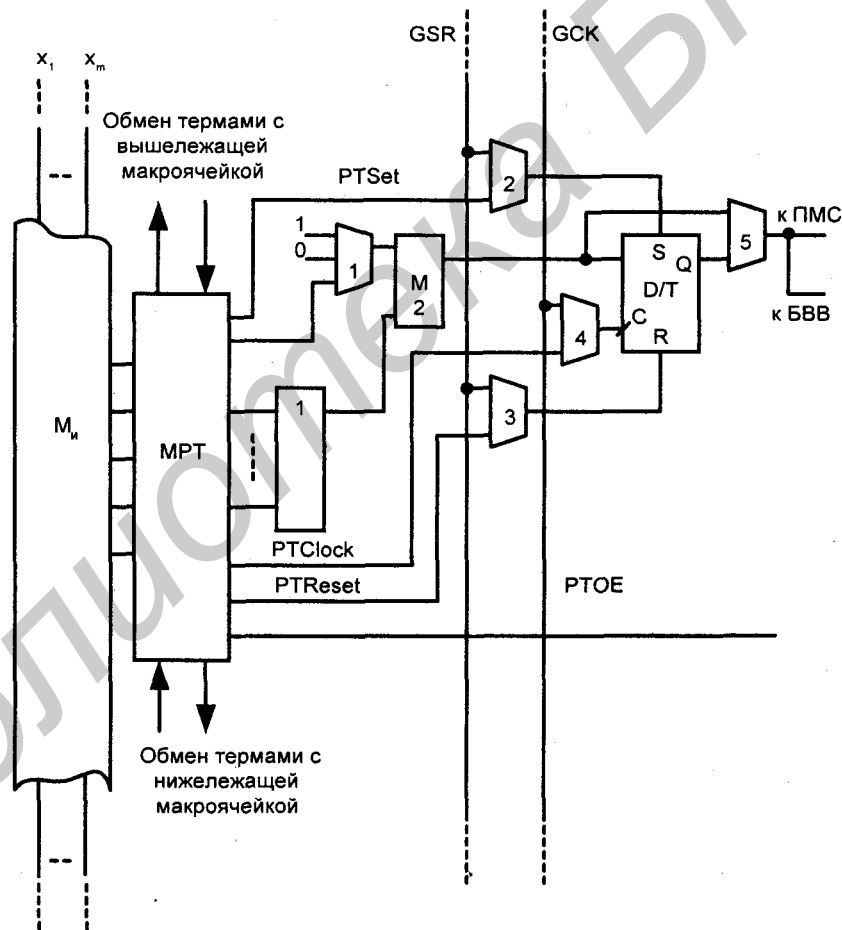 GSR
GCK
x₁
xₘ
Обмен термами с
вышележащей
макроячейкой
PTSet
2
1
0
1
М
2
S
Q
D/T
C
R
5
к ПМС
к БВВ
4
3
Mи
МРТ
1
PTClock
PTReset
PTOE
Обмен термами с
нижележащей
макроячейкой